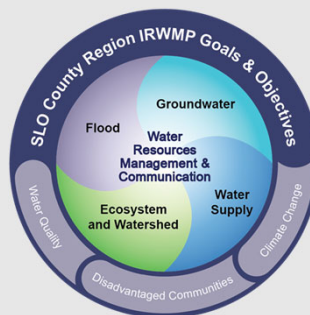 SLO County Region IRWMP Goals & Objectives
Groundwater
Flood
Water
Resources
Management &
Communication
Ecosystem
and Watershed
Water
Supply
Water Quality
Disadvantaged Communities
Climate Change